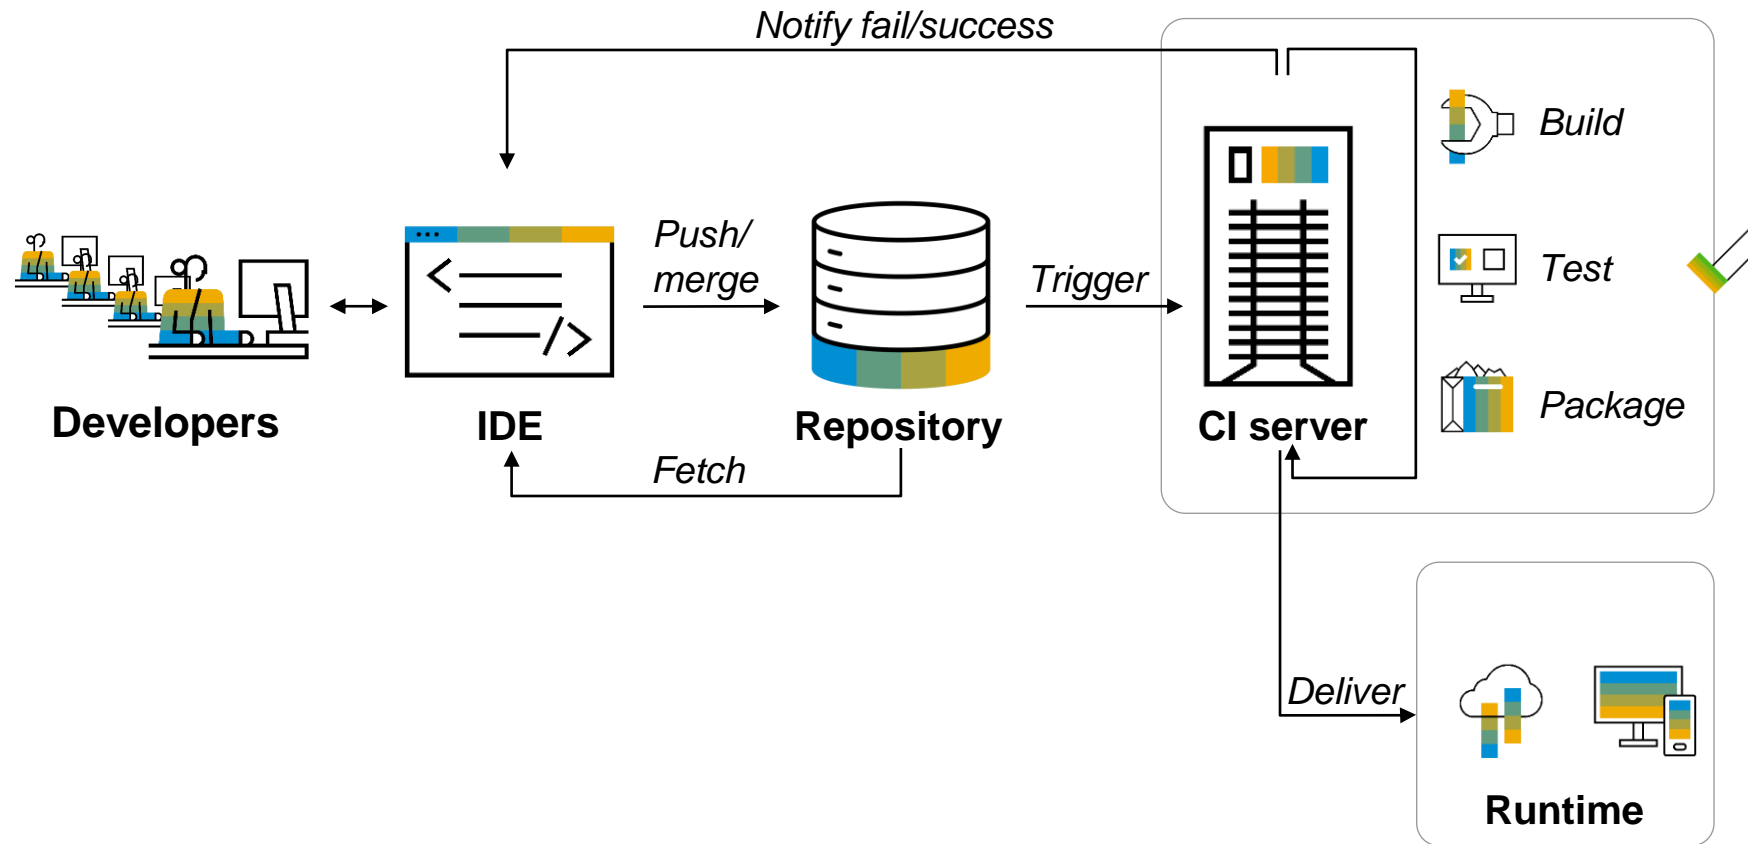 Notify fail/success
Build
Push/
merge
Trigger
Test
Package
Developers
IDE
Repository
CI server
Fetch
Deliver
Runtime